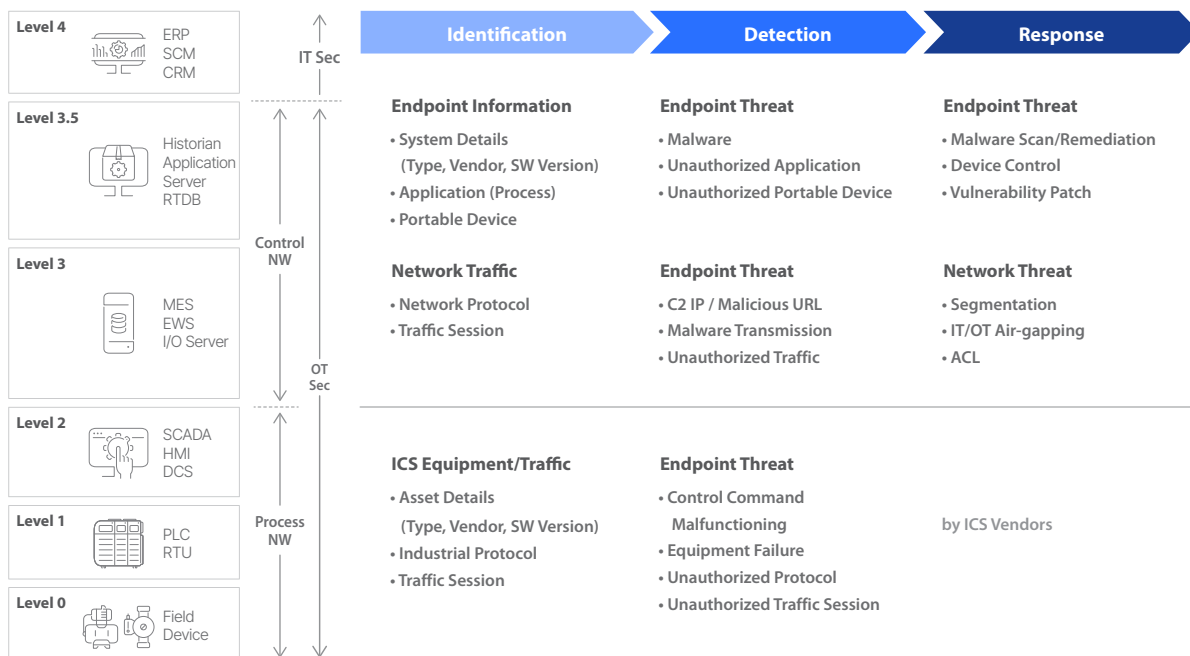 Level 4
ERP
SCM
CRM
IT Sec
Identification
Detection
Response
Level 3.5
Historian
Application
Server
RTDB
Control
NW
OT
Sec
Endpoint Information
• System Details
(Type, Vendor, SW Version)
• Application (Process)
• Portable Device
Endpoint Threat
• Malware
• Unauthorized Application
• Unauthorized Portable Device
Endpoint Threat
• Malware Scan/Remediation
• Device Control
• Vulnerability Patch
Level 3
MES
EWS
I/O Server
Network Traffic
• Network Protocol
• Traffic Session
Endpoint Threat
• C2 IP / Malicious URL
• Malware Transmission
• Unauthorized Traffic
Network Threat
• Segmentation
• IT/OT Air-gapping
• ACL
Level 2
SCADA
HMI
DCS
Level 1
PLC
RTU
Process
NW
Level 0
Field
Device
ICS Equipment/Traffic
• Asset Details
(Type, Vendor, SW Version)
• Industrial Protocol
• Traffic Session
Endpoint Threat
• Control Command
Malfunctioning
• Equipment Failure
• Unauthorized Protocol
• Unauthorized Traffic Session
by ICS Vendors